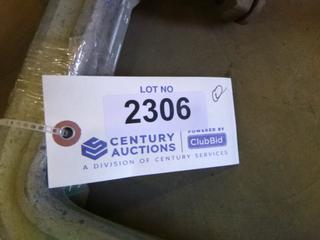 LOT NO
2306
CENTURY AUCTIONS
POWERED BY
ClubBid
A DIVISION OF CENTURY SERVICES